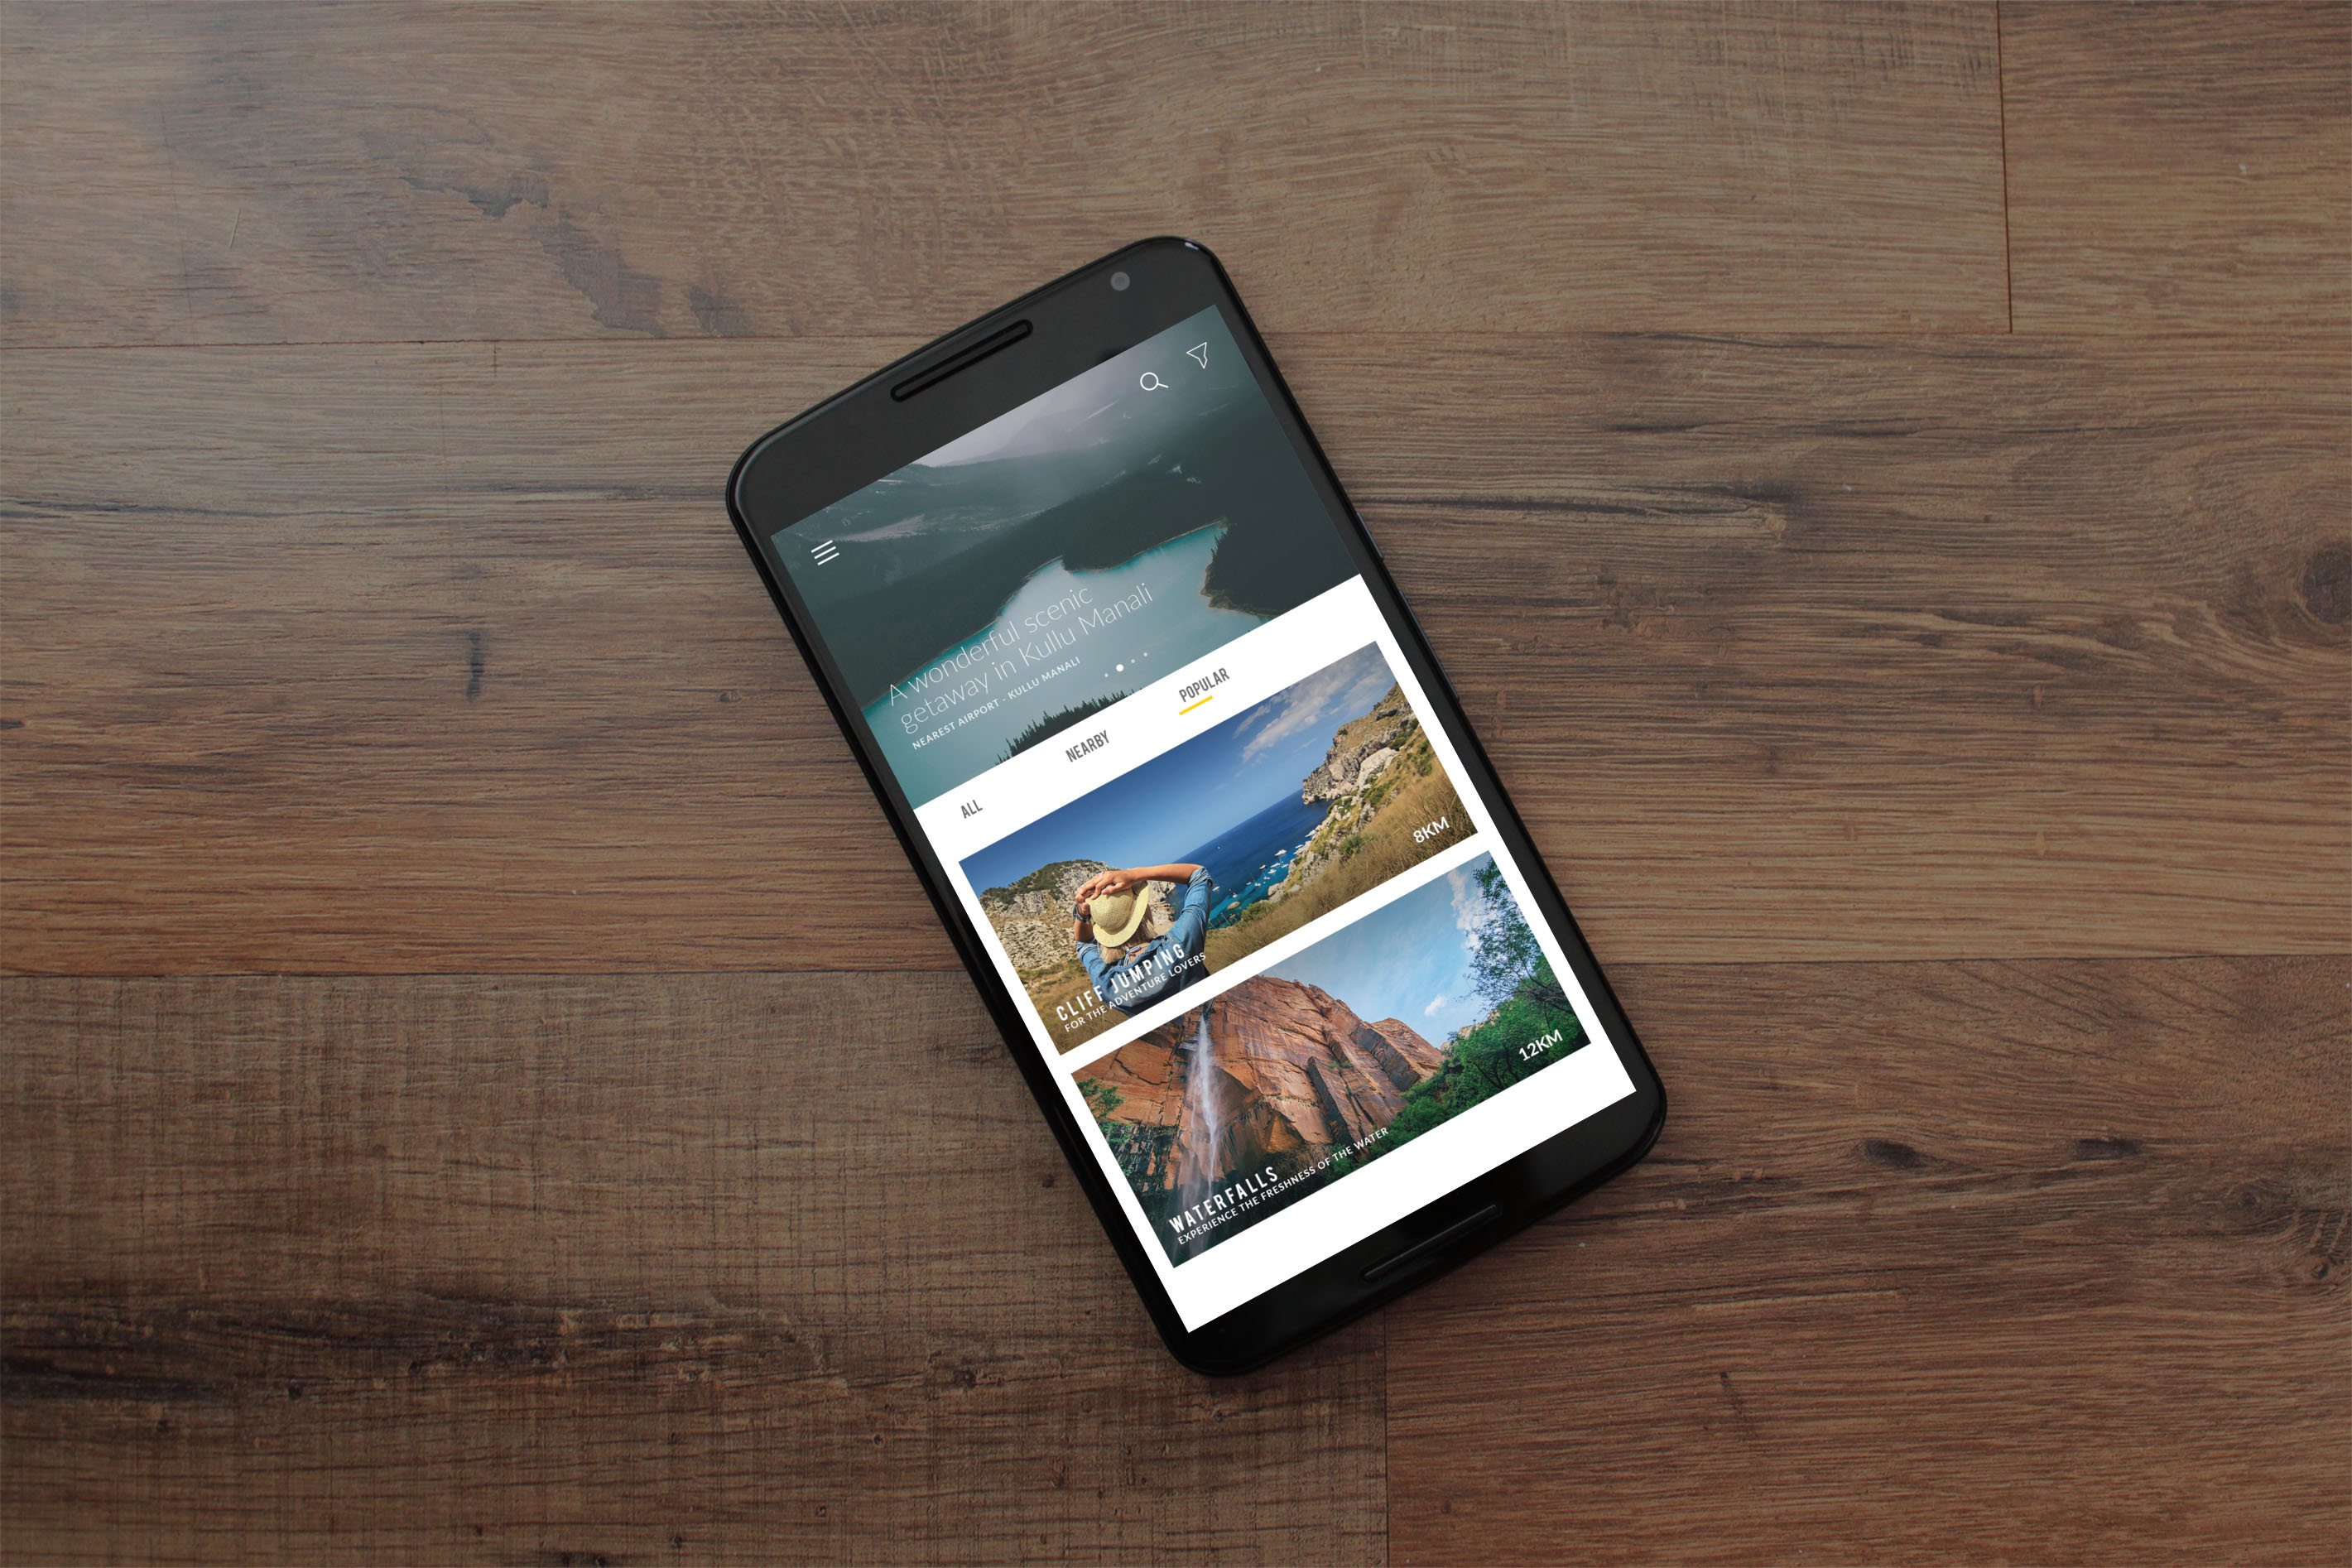 A wonderful scenic
getaway in Kullu Manali
NEAREST AIRPORT - KULLU MANALI
ALL
NEARBY
POPULAR
8KM
CLIFF JUMPING
FOR THE ADVENTURE LOVERS
12KM
WATERFALLS
EXPERIENCE THE FRESHNESS OF THE WATER